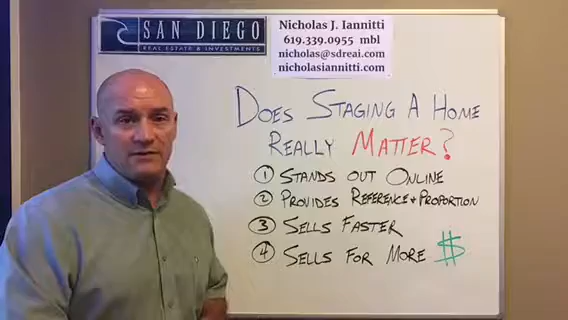 SAN DIEGO
REAL ESTATE & INVESTMENTS
Nicholas J. Iannitti
619.339.0955 mbl
nicholas@sdreai.com
nicholasiannitti.com
DOES STAGING A HOME
REALLY MATTER?
① STANDS OUT ONLINE
② PROVIDES REFERENCE + PROPORTION
③ SELLS FASTER
④ SELLS FOR MORE $